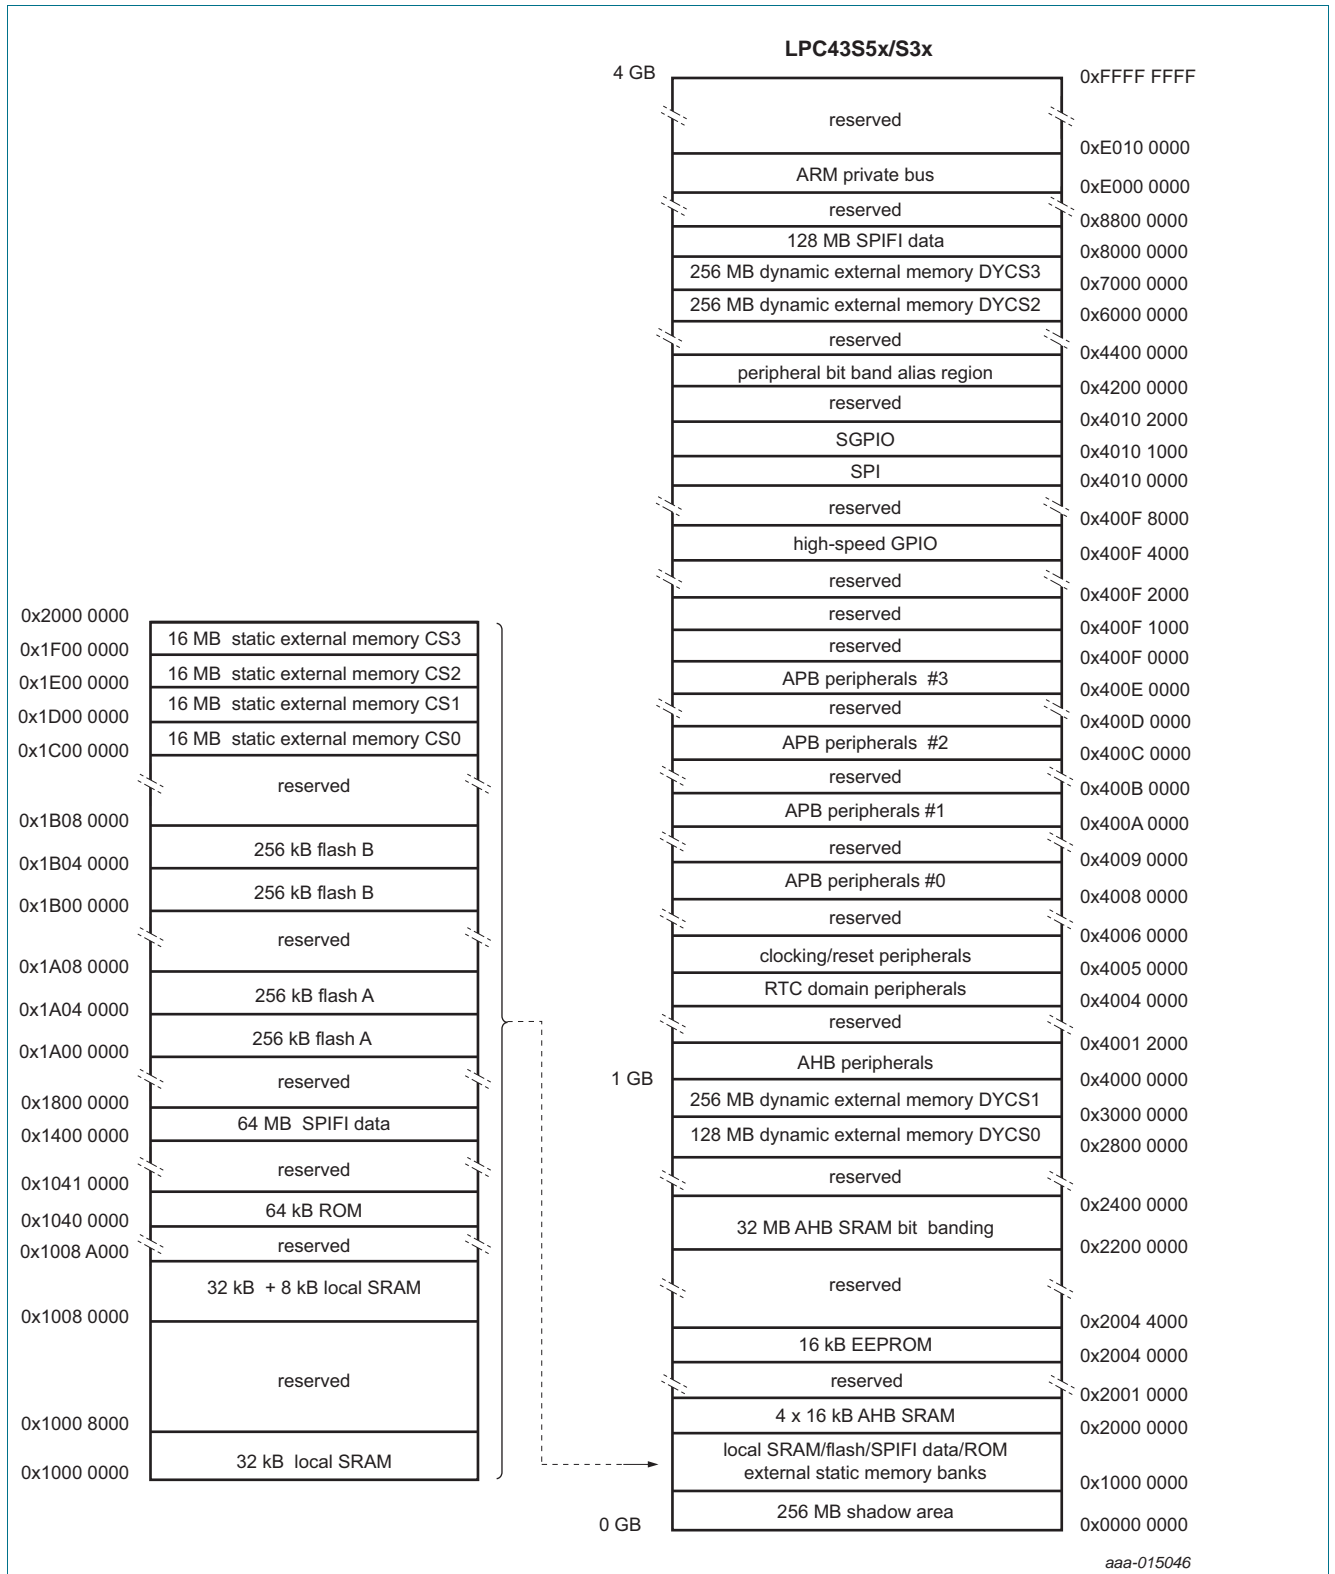 LPC43S5x/S3x
4 GB
0xFFFF FFFF
reserved
0xE010 0000
ARM private bus
0xE000 0000
reserved
0x8800 0000
128 MB SPIFI data
0x8000 0000
256 MB dynamic external memory DYCS3
0x7000 0000
256 MB dynamic external memory DYCS2
0x6000 0000
reserved
0x4400 0000
peripheral bit band alias region
0x4200 0000
reserved
0x4010 2000
SGPIO
0x4010 1000
SPI
0x4010 0000
reserved
0x400F 8000
high-speed GPIO
0x400F 4000
reserved
0x400F 2000
reserved
0x400F 1000
reserved
0x400F 0000
APB peripherals #3
0x400E 0000
reserved
0x400D 0000
APB peripherals #2
0x400C 0000
reserved
0x400B 0000
APB peripherals #1
0x400A 0000
reserved
0x4009 0000
APB peripherals #0
0x4008 0000
reserved
0x4006 0000
clocking/reset peripherals
0x4005 0000
RTC domain peripherals
0x4004 0000
reserved
0x4001 2000
AHB peripherals
1 GB
0x4000 0000
256 MB dynamic external memory DYCS1
0x3000 0000
128 MB dynamic external memory DYCS0
0x2800 0000
reserved
0x2400 0000
32 MB AHB SRAM bit banding
0x2200 0000
reserved
0x2004 4000
16 kB EEPROM
0x2004 0000
reserved
0x2001 0000
4 x 16 kB AHB SRAM
0x2000 0000
local SRAM/flash/SPIFI data/ROM
external static memory banks
0x1000 0000
256 MB shadow area
0 GB
0x0000 0000
0x2000 0000
16 MB static external memory CS3
0x1F00 0000
16 MB static external memory CS2
0x1E00 0000
16 MB static external memory CS1
0x1D00 0000
16 MB static external memory CS0
0x1C00 0000
reserved
0x1B08 0000
256 kB flash B
0x1B04 0000
256 kB flash B
0x1B00 0000
reserved
0x1A08 0000
256 kB flash A
0x1A04 0000
256 kB flash A
0x1A00 0000
reserved
0x1800 0000
64 MB SPIFI data
0x1400 0000
reserved
0x1041 0000
64 kB ROM
0x1040 0000
reserved
0x1008 A000
32 kB + 8 kB local SRAM
0x1008 0000
reserved
0x1000 8000
32 kB local SRAM
0x1000 0000
aaa-015046